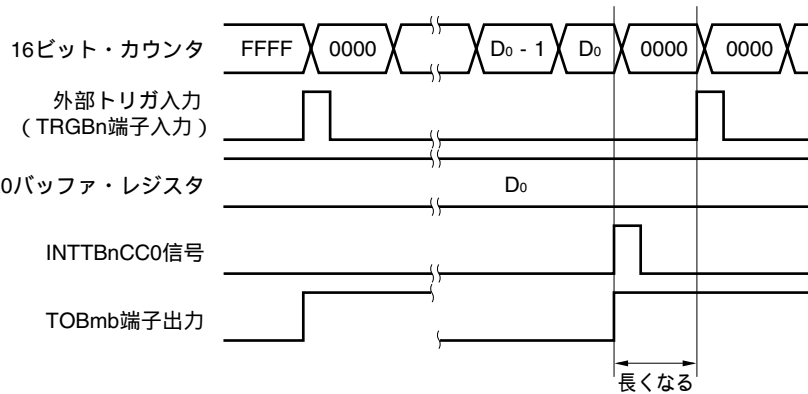 16ビット・カウンタ FFFF 0000 D0 - 1 D0 0000 0000
外部トリガ入力
（TRGBn端子入力）
0バッファ・レジスタ D0
INTTBnCC0信号
TOBmb端子出力
長くなる